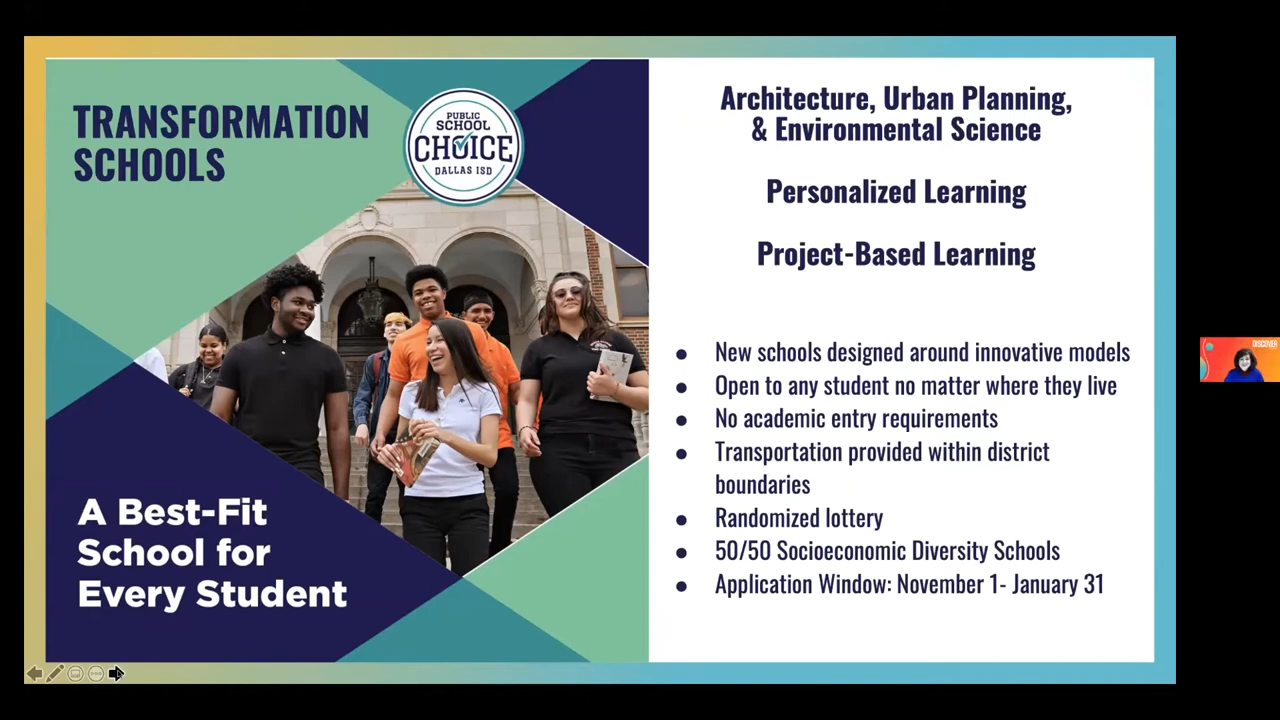 TRANSFORMATION
SCHOOLS
PUBLIC
SCHOOL
CHOICE
DALLAS ISD
A Best-Fit
School for
Every Student
Architecture, Urban Planning,
& Environmental Science
Personalized Learning
Project-Based Learning
● New schools designed around innovative models
● Open to any student no matter where they live
● No academic entry requirements
● Transportation provided within district
boundaries
● Randomized lottery
● 50/50 Socioeconomic Diversity Schools
● Application Window: November 1- January 31
DISCOVER